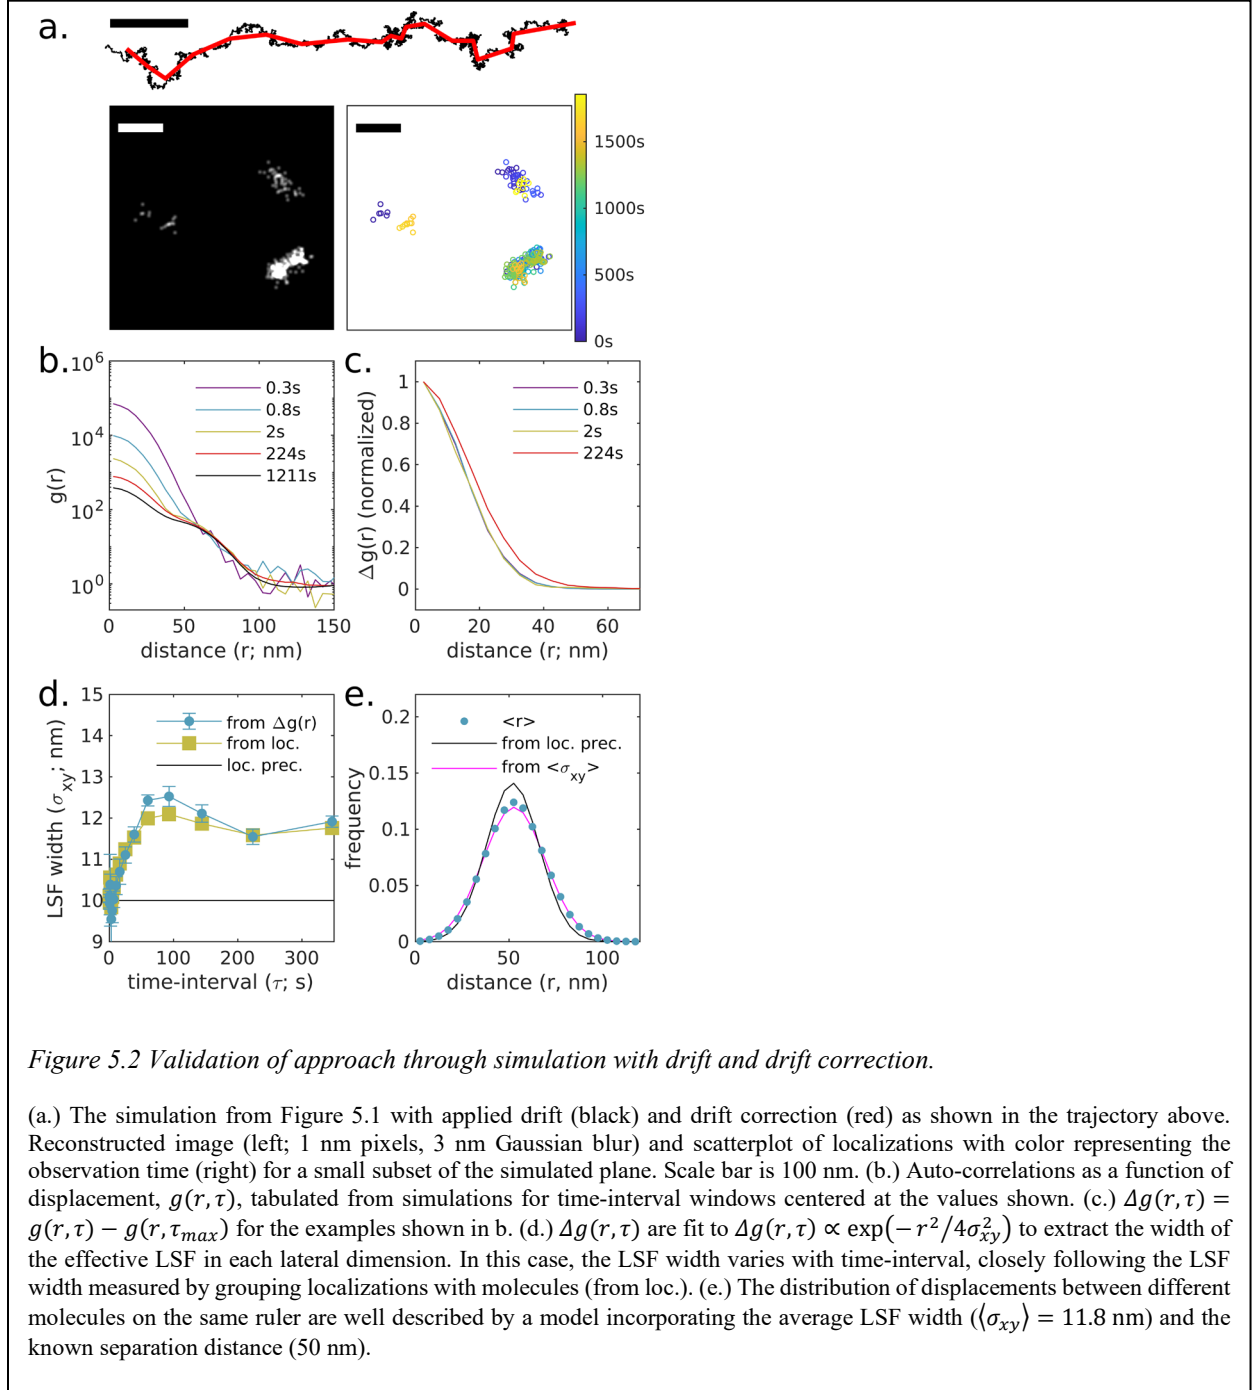 a.
1500s
1000s
500s
0s
b.
10⁶
10⁴
10²
10⁰
g(r)
0.3s
0.8s
2s
224s
1211s
0 50 100 150
distance (r; nm)
c.
1
0.8
0.6
0.4
0.2
0
Δg(r) (normalized)
0.3s
0.8s
2s
224s
0 20 40 60
distance (r; nm)
d.
15
14
13
12
11
10
9
LSF width (σxy; nm)
from Δg(r)
from loc.
loc. prec.
0 100 200 300
time-interval (τ; s)
e.
0.2
0.15
0.1
0.05
0
frequency
<r>
from loc. prec.
from <σxy>
0 50 100
distance (r, nm)
Figure 5.2 Validation of approach through simulation with drift and drift correction.
(a.) The simulation from Figure 5.1 with applied drift (black) and drift correction (red) as shown in the trajectory above.
Reconstructed image (left; 1 nm pixels, 3 nm Gaussian blur) and scatterplot of localizations with color representing the
observation time (right) for a small subset of the simulated plane. Scale bar is 100 nm. (b.) Auto-correlations as a function of
displacement, g(r, τ), tabulated from simulations for time-interval windows centered at the values shown. (c.) Δg(r, τ) =
g(r, τ) − g(r, τmax) for the examples shown in b. (d.) Δg(r, τ) are fit to Δg(r, τ) ∝ exp(−r²/4σ²xy) to extract the width of
the effective LSF in each lateral dimension. In this case, the LSF width varies with time-interval, closely following the LSF
width measured by grouping localizations with molecules (from loc.). (e.) The distribution of displacements between different
molecules on the same ruler are well described by a model incorporating the average LSF width (⟨σxy⟩ = 11.8 nm) and the
known separation distance (50 nm).